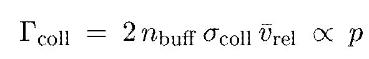 Γ_coll = 2 n_buff σ_coll v̄_rel ∝ p